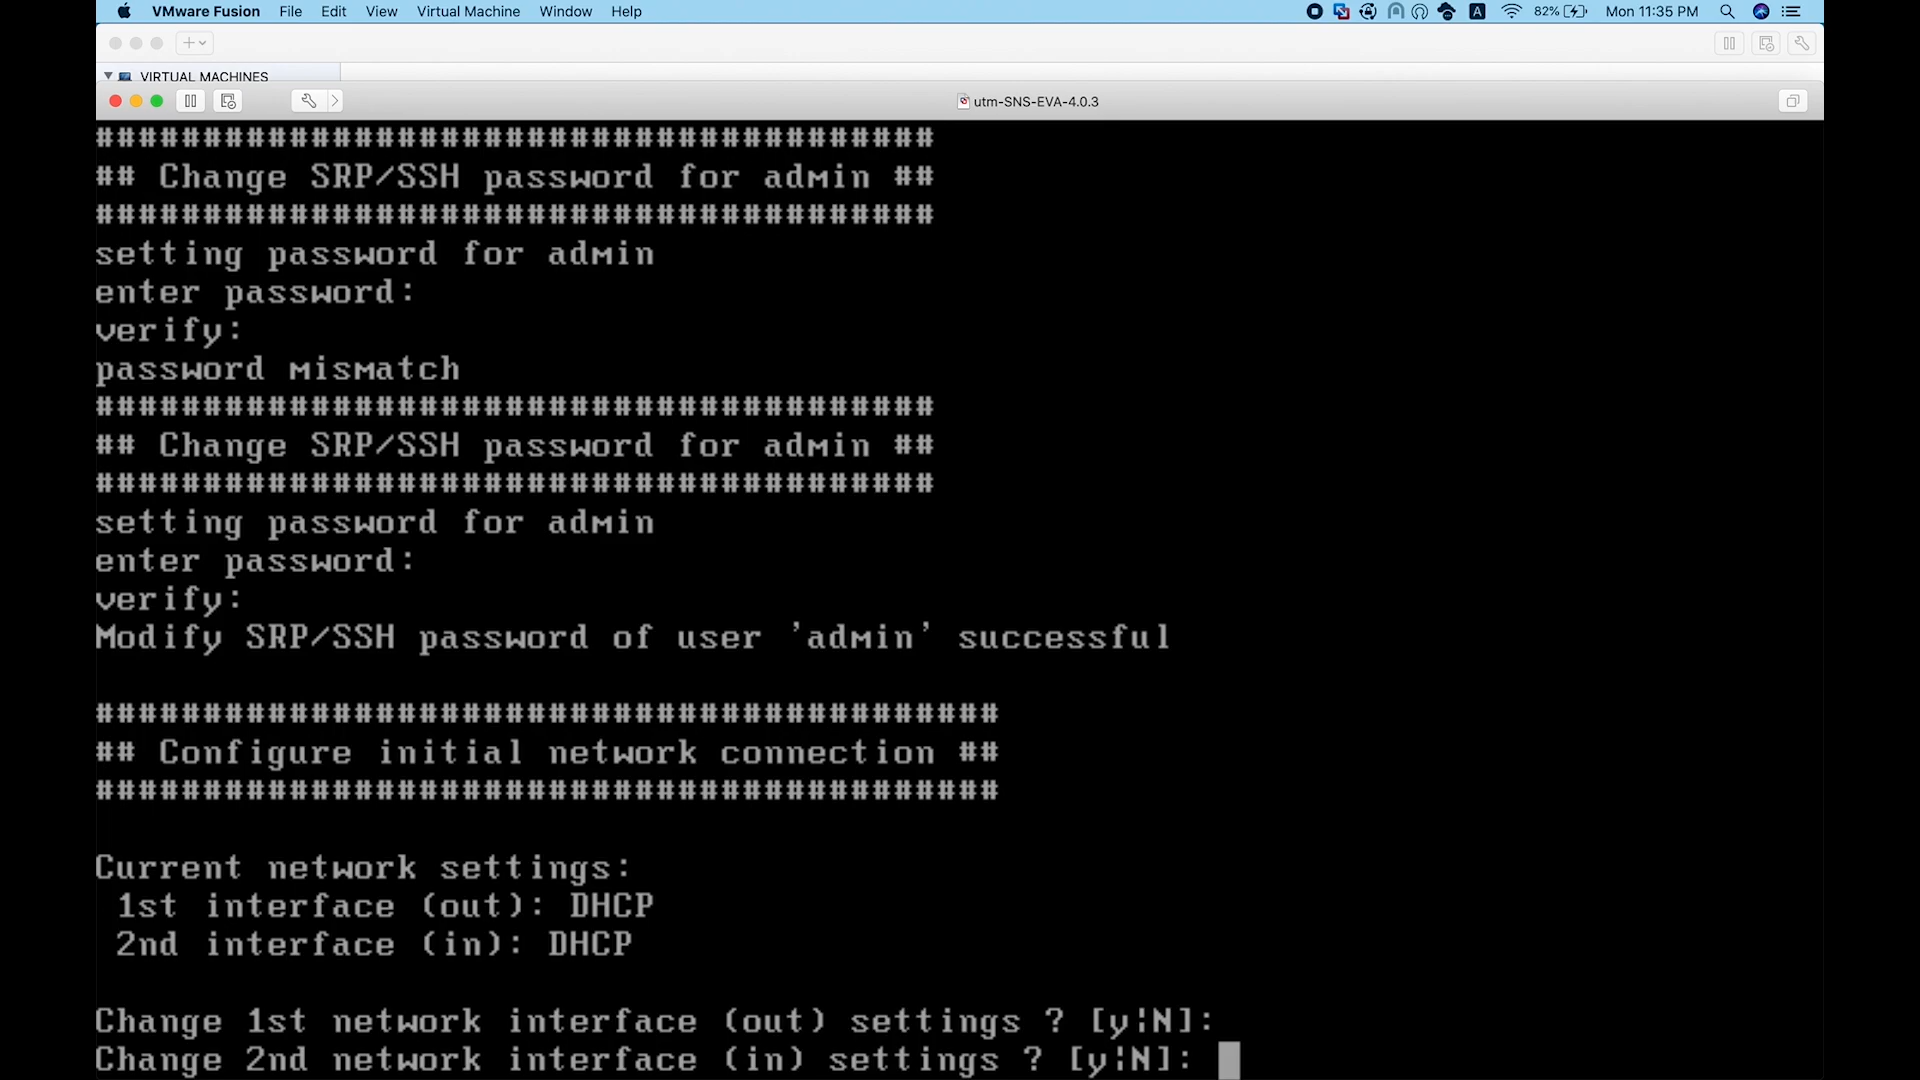 VMware Fusion File Edit View Virtual Machine Window Help A 82% Mon 11:35 PM
VIRTUAL MACHINES
utm-SNS-EVA-4.0.3
#######################################
## Change SRP/SSH password for admin ##
#######################################
setting password for admin
enter password:
verify:
password mismatch
#######################################
## Change SRP/SSH password for admin ##
#######################################
setting password for admin
enter password:
verify:
Modify SRP/SSH password of user 'admin' successful
##########################################
## Configure initial network connection ##
##########################################
Current network settings:
1st interface (out): DHCP
2nd interface (in): DHCP
Change 1st network interface (out) settings ? [y|N]:
Change 2nd network interface (in) settings ? [y|N]: